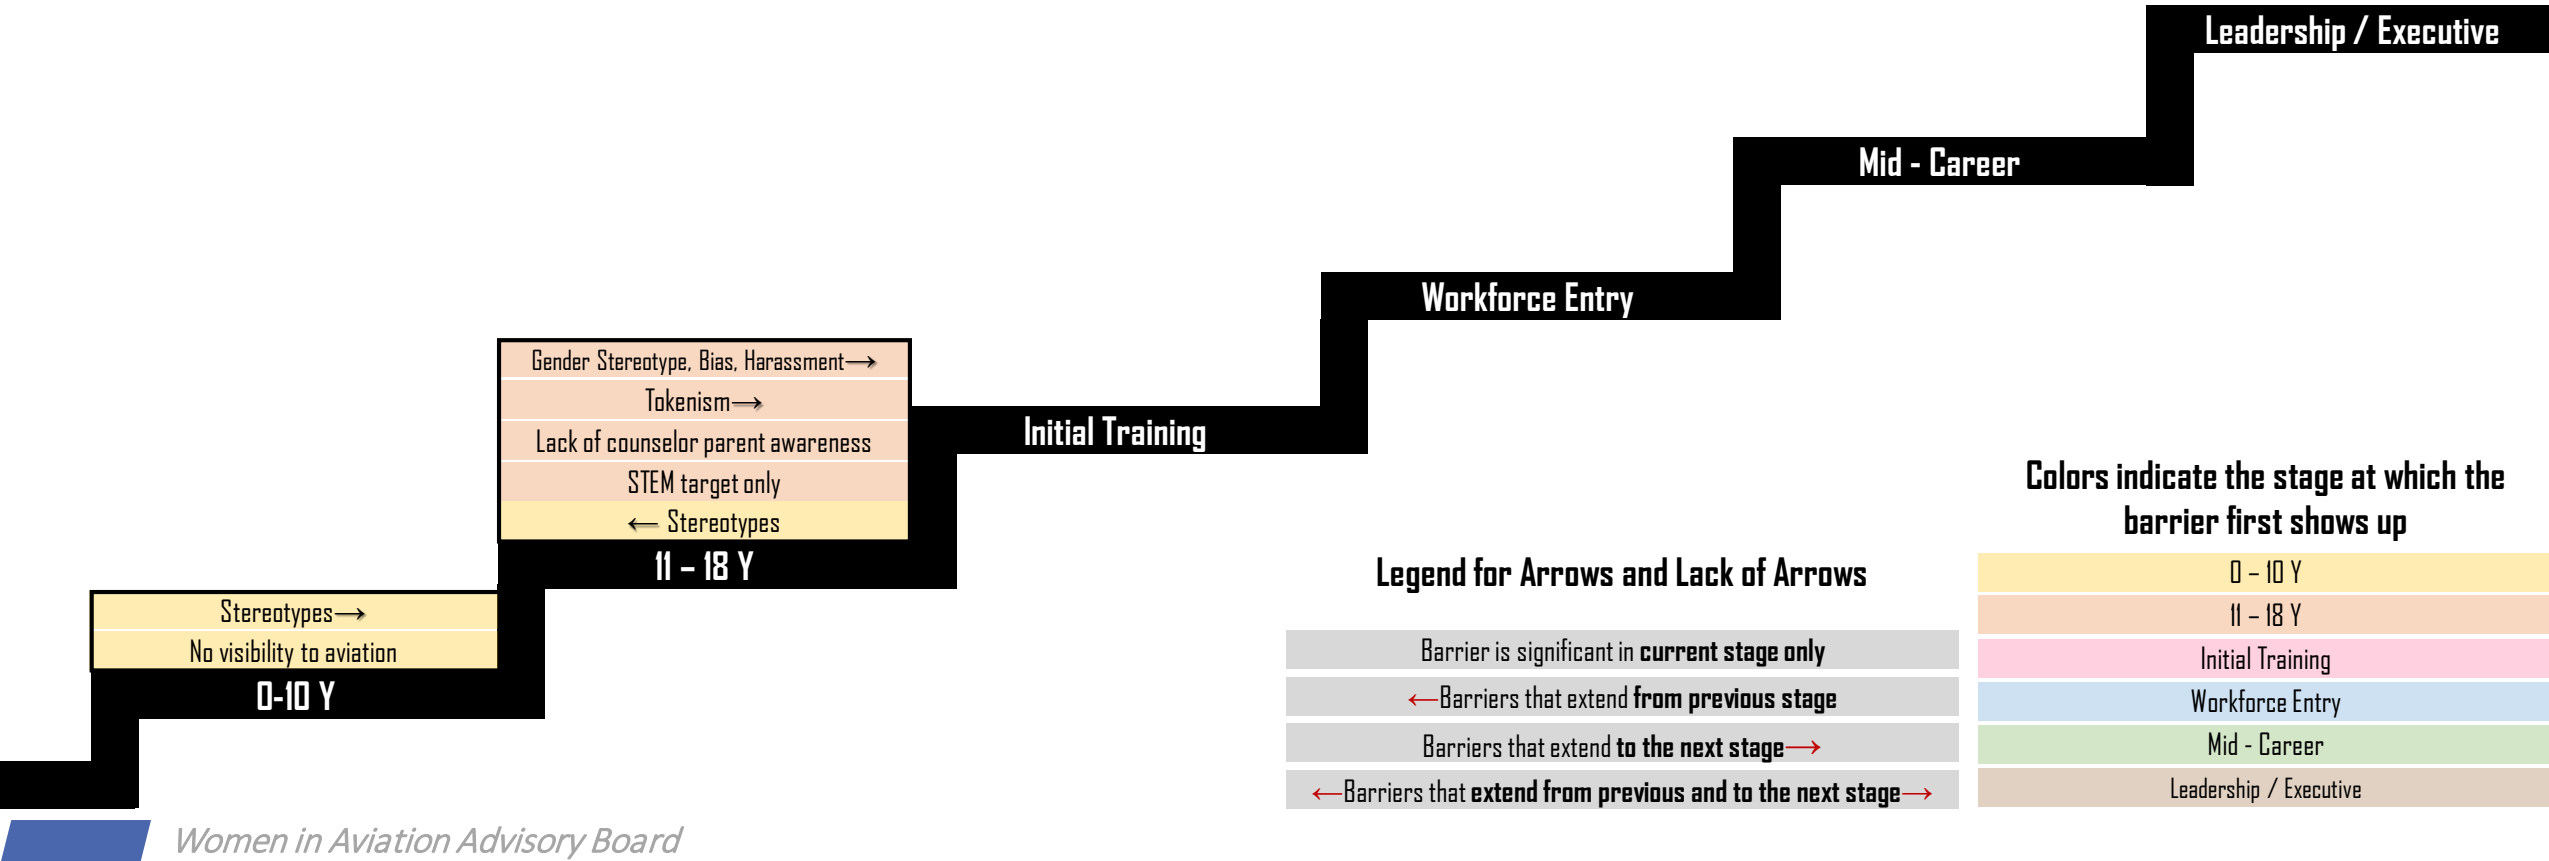 Leadership / Executive
Mid - Career
Workforce Entry
Initial Training
Gender Stereotype, Bias, Harassment→
Tokenism→
Lack of counselor parent awareness
STEM target only
← Stereotypes
11 – 18 Y
Stereotypes→
No visibility to aviation
0-10 Y
Legend for Arrows and Lack of Arrows
Barrier is significant in current stage only
←Barriers that extend from previous stage
Barriers that extend to the next stage→
←Barriers that extend from previous and to the next stage→
Colors indicate the stage at which the
barrier first shows up
0 – 10 Y
11 – 18 Y
Initial Training
Workforce Entry
Mid - Career
Leadership / Executive
Women in Aviation Advisory Board